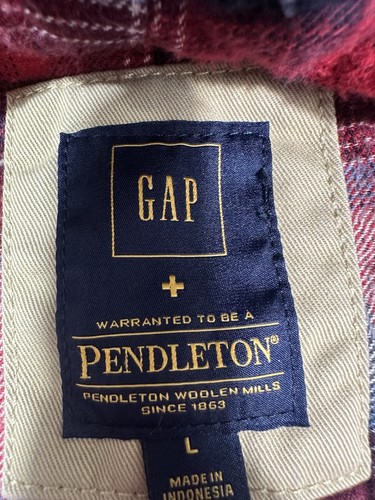 GAP
+
WARRANTED TO BE A
PENDLETON®
PENDLETON WOOLEN MILLS
SINCE 1863
L
MADE IN
INDONESIA